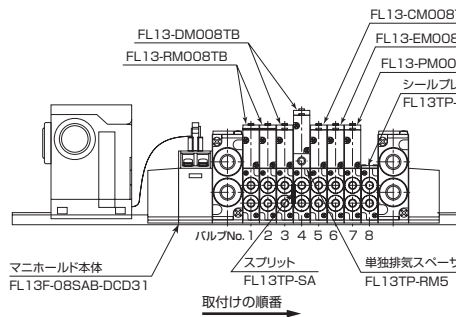 FL13-CM008T
FL13-DM008TB
FL13-EM008
FL13-RM008TB
FL13-PM00
シールプレ
FL13TP-
バルブNo. 1 2 3 4 5 6 7 8
マニホールド本体
FL13F-08SAB-DCD31
スプリット
FL13TP-SA
単独排気スペーサ
FL13TP-RM5
取付けの順番